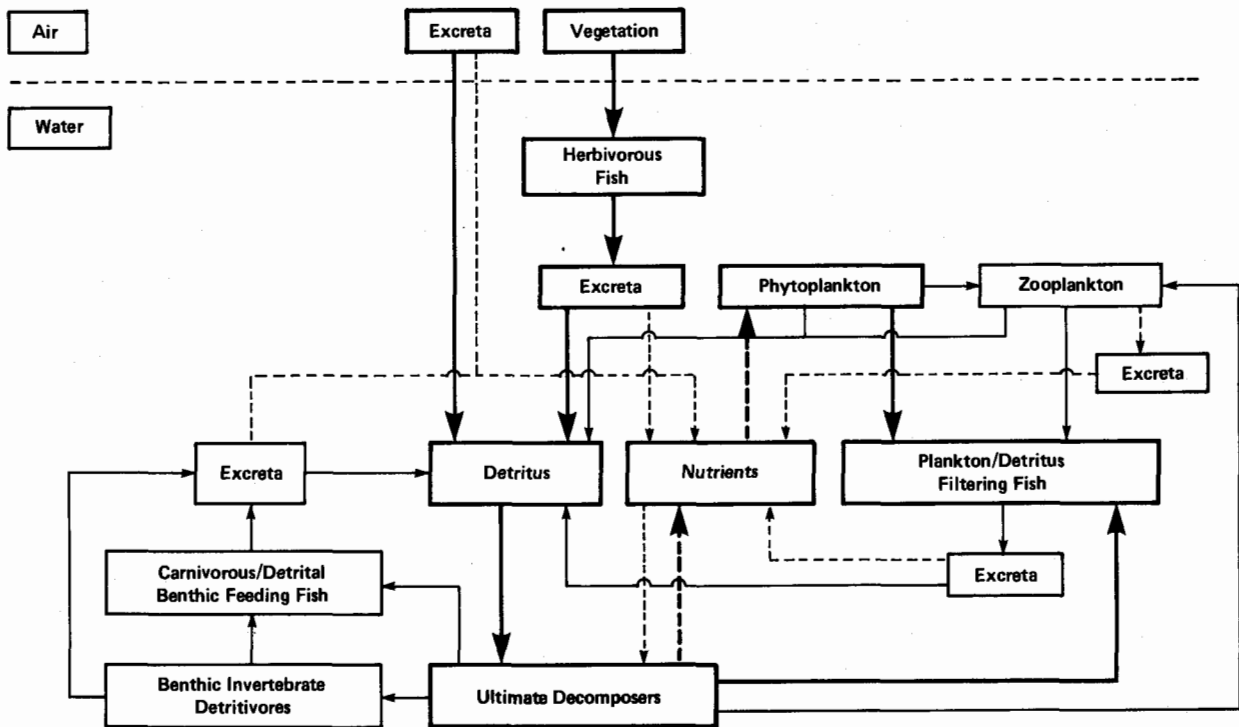 Air
Excreta
Vegetation
Water
Herbivorous
Fish
Excreta
Phytoplankton
Zooplankton
Excreta
Excreta
Detritus
Nutrients
Plankton/Detritus
Filtering Fish
Carnivorous/Detrital
Benthic Feeding Fish
Excreta
Benthic Invertebrate
Detritivores
Ultimate Decomposers